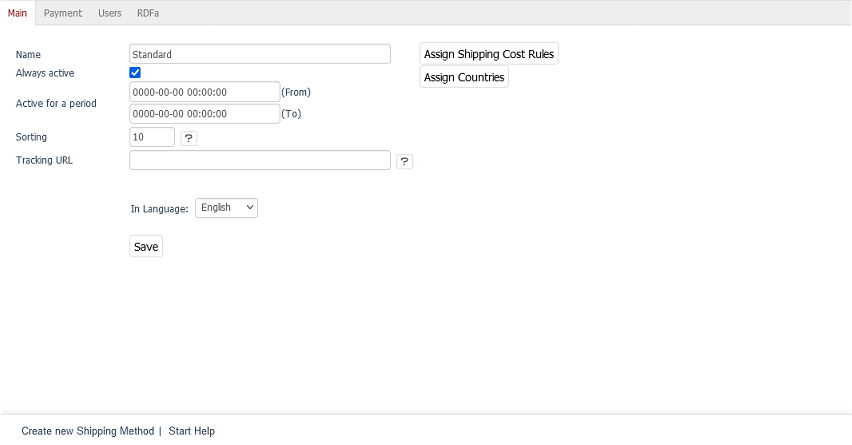 Main Payment Users RDFa
Name Standard Assign Shipping Cost Rules
Always active Assign Countries
Active for a period 0000-00-00 00:00:00 (From)
0000-00-00 00:00:00 (To)
Sorting 10 ?
Tracking URL ?
In Language: English
Save
Create new Shipping Method | Start Help